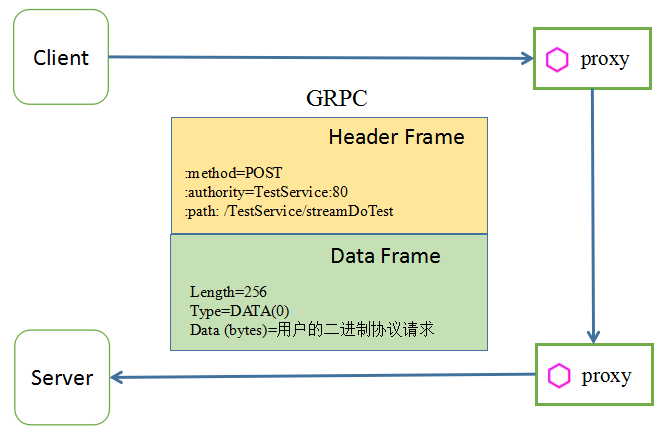 Client
proxy
GRPC
Header Frame
:method=POST
:authority=TestService:80
:path: /TestService/streamDoTest
Data Frame
Length=256
Type=DATA(0)
Data (bytes)=用户的二进制协议请求
Server
proxy